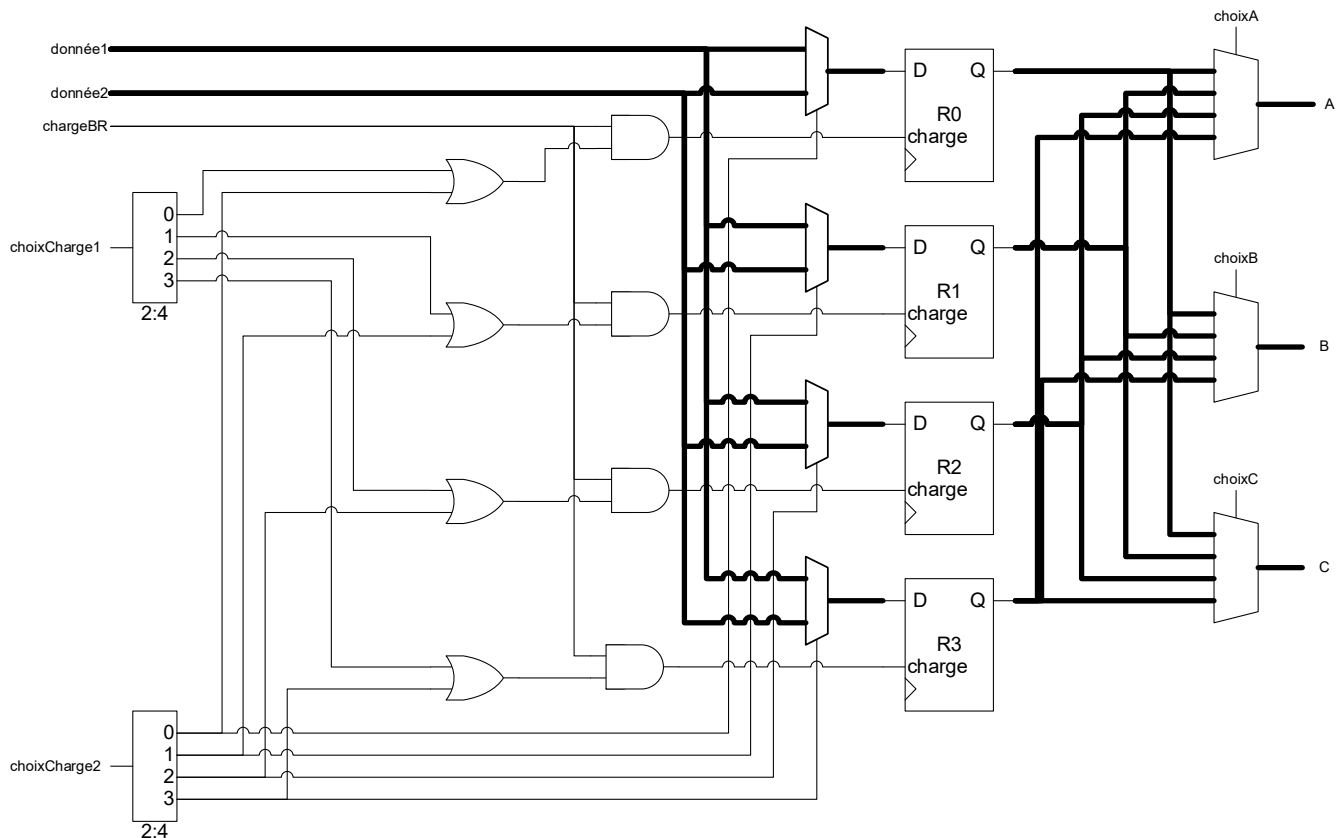 choixA
donnée1
D Q
donnée2
A
R0
chargeBR
charge
0
1
choixCharge1
2
3
2:4
D Q
choixB
R1
charge
B
D Q
R2
choixC
charge
C
D Q
R3
charge
0
1
choixCharge2
2
3
2:4